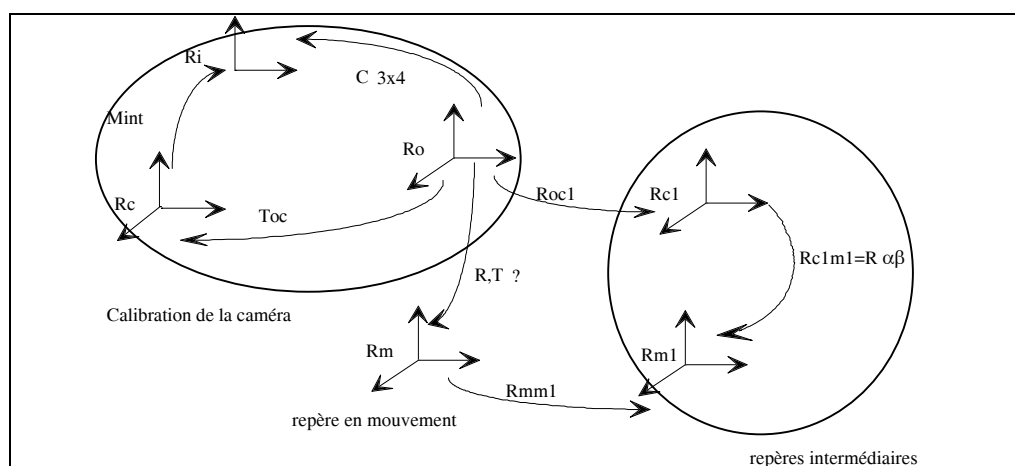 Ri
C 3x4
Mint
Ro
Rc
Toc
Roc1
Rc1
Rc1m1=R αβ
R,T ?
Calibration de la caméra
Rm
Rm1
Rmm1
repère en mouvement
repères intermédiaires